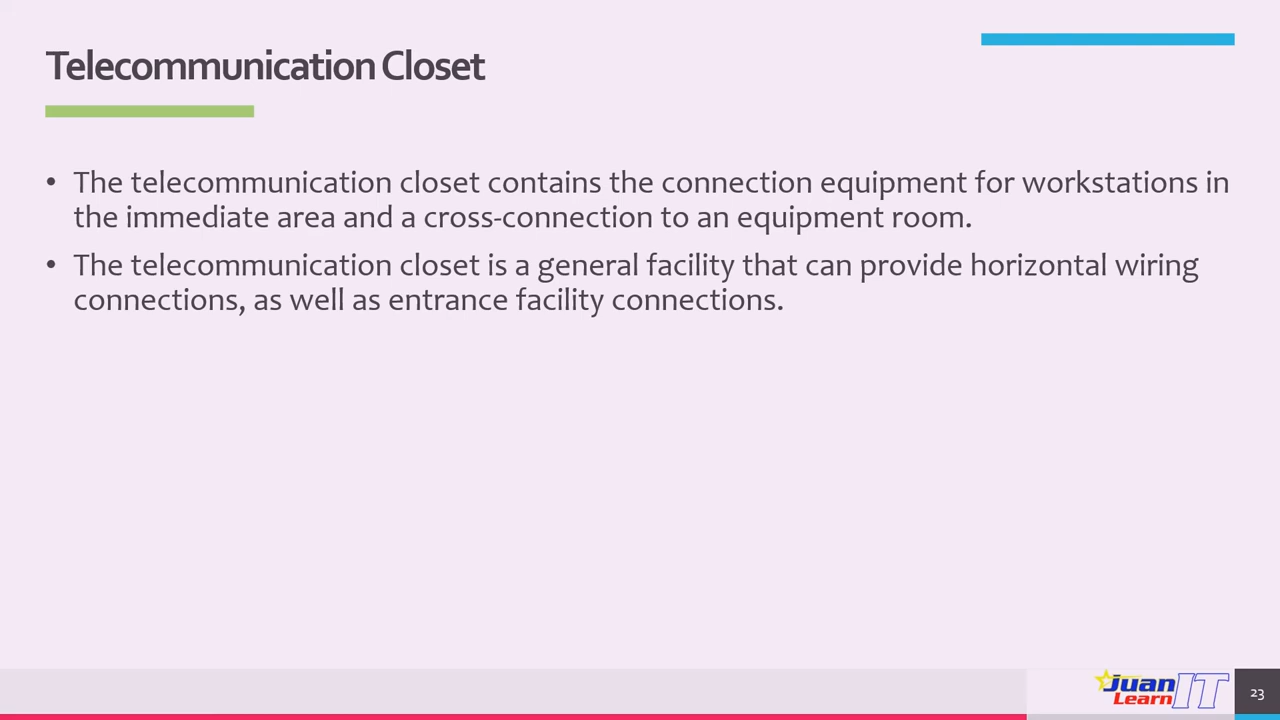 Telecommunication Closet
• The telecommunication closet contains the connection equipment for workstations in
the immediate area and a cross-connection to an equipment room.
• The telecommunication closet is a general facility that can provide horizontal wiring
connections, as well as entrance facility connections.
Juan
Learn IT
23